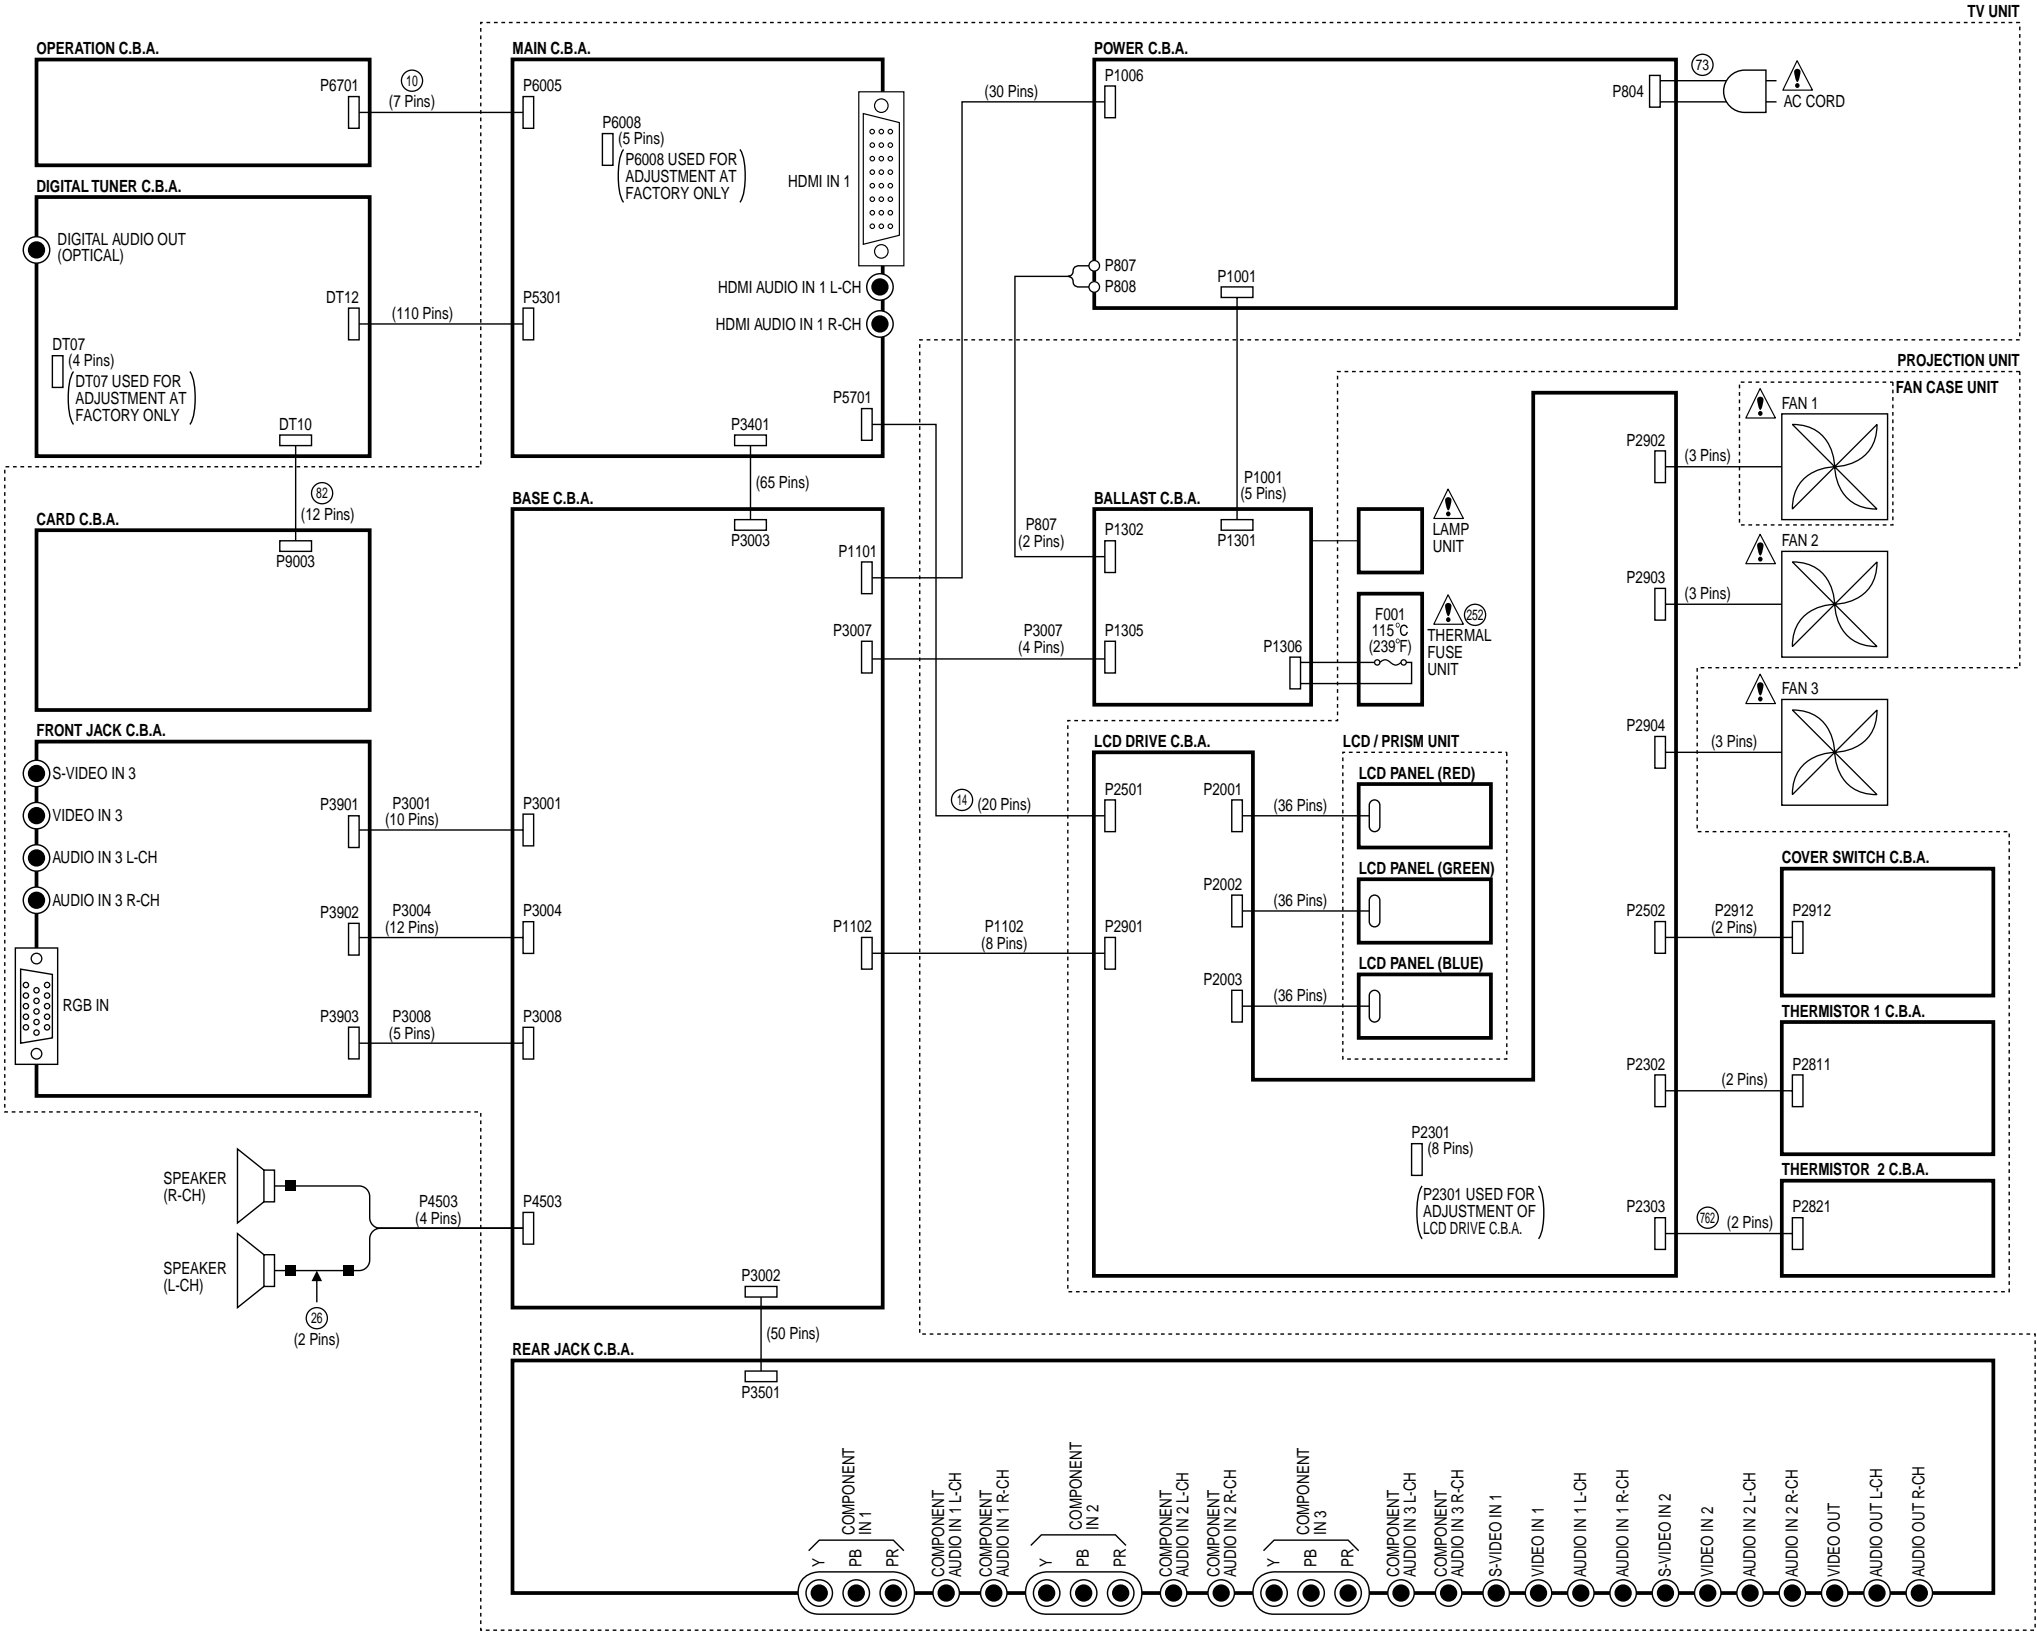 TV UNIT
OPERATION C.B.A.
P6701
10
(7 Pins)
MAIN C.B.A.
P6005
P6008
(5 Pins)
P6008 USED FOR
ADJUSTMENT AT
FACTORY ONLY
HDMI IN 1
HDMI AUDIO IN 1 L-CH
HDMI AUDIO IN 1 R-CH
P5301
P5701
P3401
(65 Pins)
POWER C.B.A.
P1006
(30 Pins)
P804
73
AC CORD
P807
P808
P1001
DIGITAL TUNER C.B.A.
DIGITAL AUDIO OUT
(OPTICAL)
DT12
(110 Pins)
DT07
(4 Pins)
(DT07 USED FOR
ADJUSTMENT AT
FACTORY ONLY)
DT10
82
(12 Pins)
PROJECTION UNIT
FAN CASE UNIT
FAN 1
P2902
(3 Pins)
FAN 2
P2903
(3 Pins)
FAN 3
P2904
(3 Pins)
CARD C.B.A.
P9003
BASE C.B.A.
P3003
P1101
P3007
P3007
(4 Pins)
BALLAST C.B.A.
P807
(2 Pins)
P1302
P1001
(5 Pins)
P1301
P1305
P1306
LAMP
UNIT
F001
115°C
(239°F)
252
THERMAL
FUSE
UNIT
FRONT JACK C.B.A.
S-VIDEO IN 3
VIDEO IN 3
AUDIO IN 3 L-CH
AUDIO IN 3 R-CH
RGB IN
P3901
P3001
(10 Pins)
P3001
P3902
P3004
(12 Pins)
P3004
P3903
P3008
(5 Pins)
P3008
P1102
P1102
(8 Pins)
14
(20 Pins)
LCD DRIVE C.B.A.
P2501
P2901
P2001
(36 Pins)
P2002
(36 Pins)
P2003
(36 Pins)
LCD / PRISM UNIT
LCD PANEL (RED)
LCD PANEL (GREEN)
LCD PANEL (BLUE)
P2301
(8 Pins)
(P2301 USED FOR
ADJUSTMENT OF
LCD DRIVE C.B.A.)
COVER SWITCH C.B.A.
P2502
P2912
(2 Pins)
P2912
THERMISTOR 1 C.B.A.
P2302
(2 Pins)
P2811
THERMISTOR 2 C.B.A.
P2303
762
(2 Pins)
P2821
SPEAKER
(R-CH)
SPEAKER
(L-CH)
26
(2 Pins)
P4503
(4 Pins)
P4503
P3002
(50 Pins)
REAR JACK C.B.A.
P3501
COMPONENT
IN 1
Y
PB
PR
COMPONENT
AUDIO IN 1 L-CH
COMPONENT
AUDIO IN 1 R-CH
COMPONENT
IN 2
Y
PB
PR
COMPONENT
AUDIO IN 2 L-CH
COMPONENT
AUDIO IN 2 R-CH
COMPONENT
IN 3
Y
PB
PR
COMPONENT
AUDIO IN 3 L-CH
COMPONENT
AUDIO IN 3 R-CH
S-VIDEO IN 1
VIDEO IN 1
AUDIO IN 1 L-CH
AUDIO IN 1 R-CH
S-VIDEO IN 2
VIDEO IN 2
AUDIO IN 2 L-CH
AUDIO IN 2 R-CH
VIDEO OUT
AUDIO OUT L-CH
AUDIO OUT R-CH